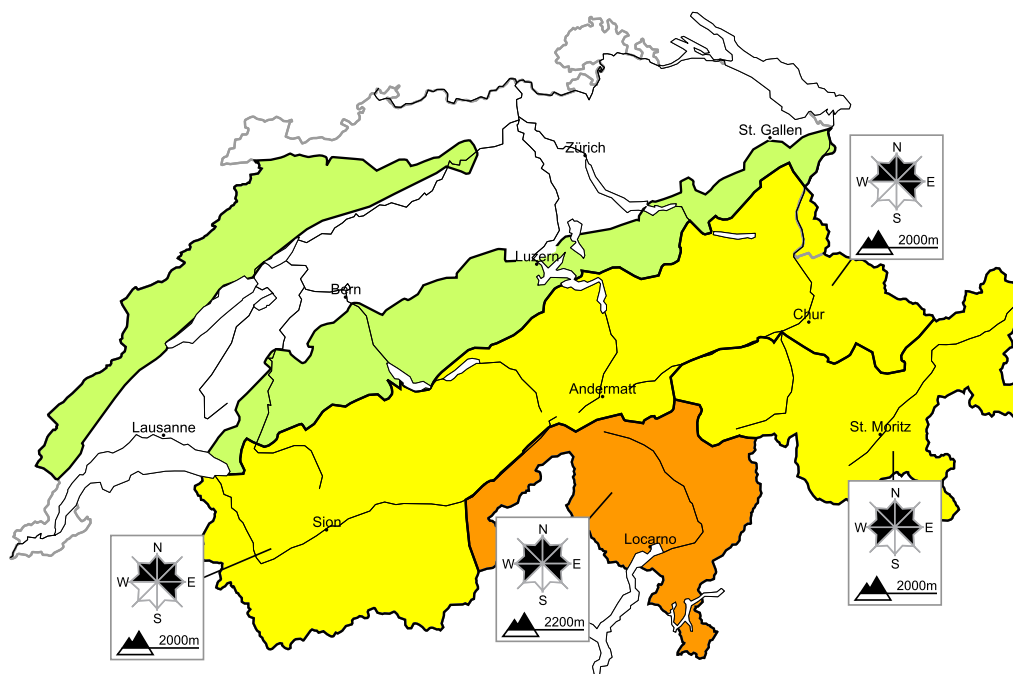 St. Gallen
Zürich
N
W E
S
2000m
Luzern
Bern
Chur
Andermatt
Lausanne
St. Moritz
N
W E
S
2000m
Sion
Locarno
N
W E
S
2200m
N
W E
S
2000m